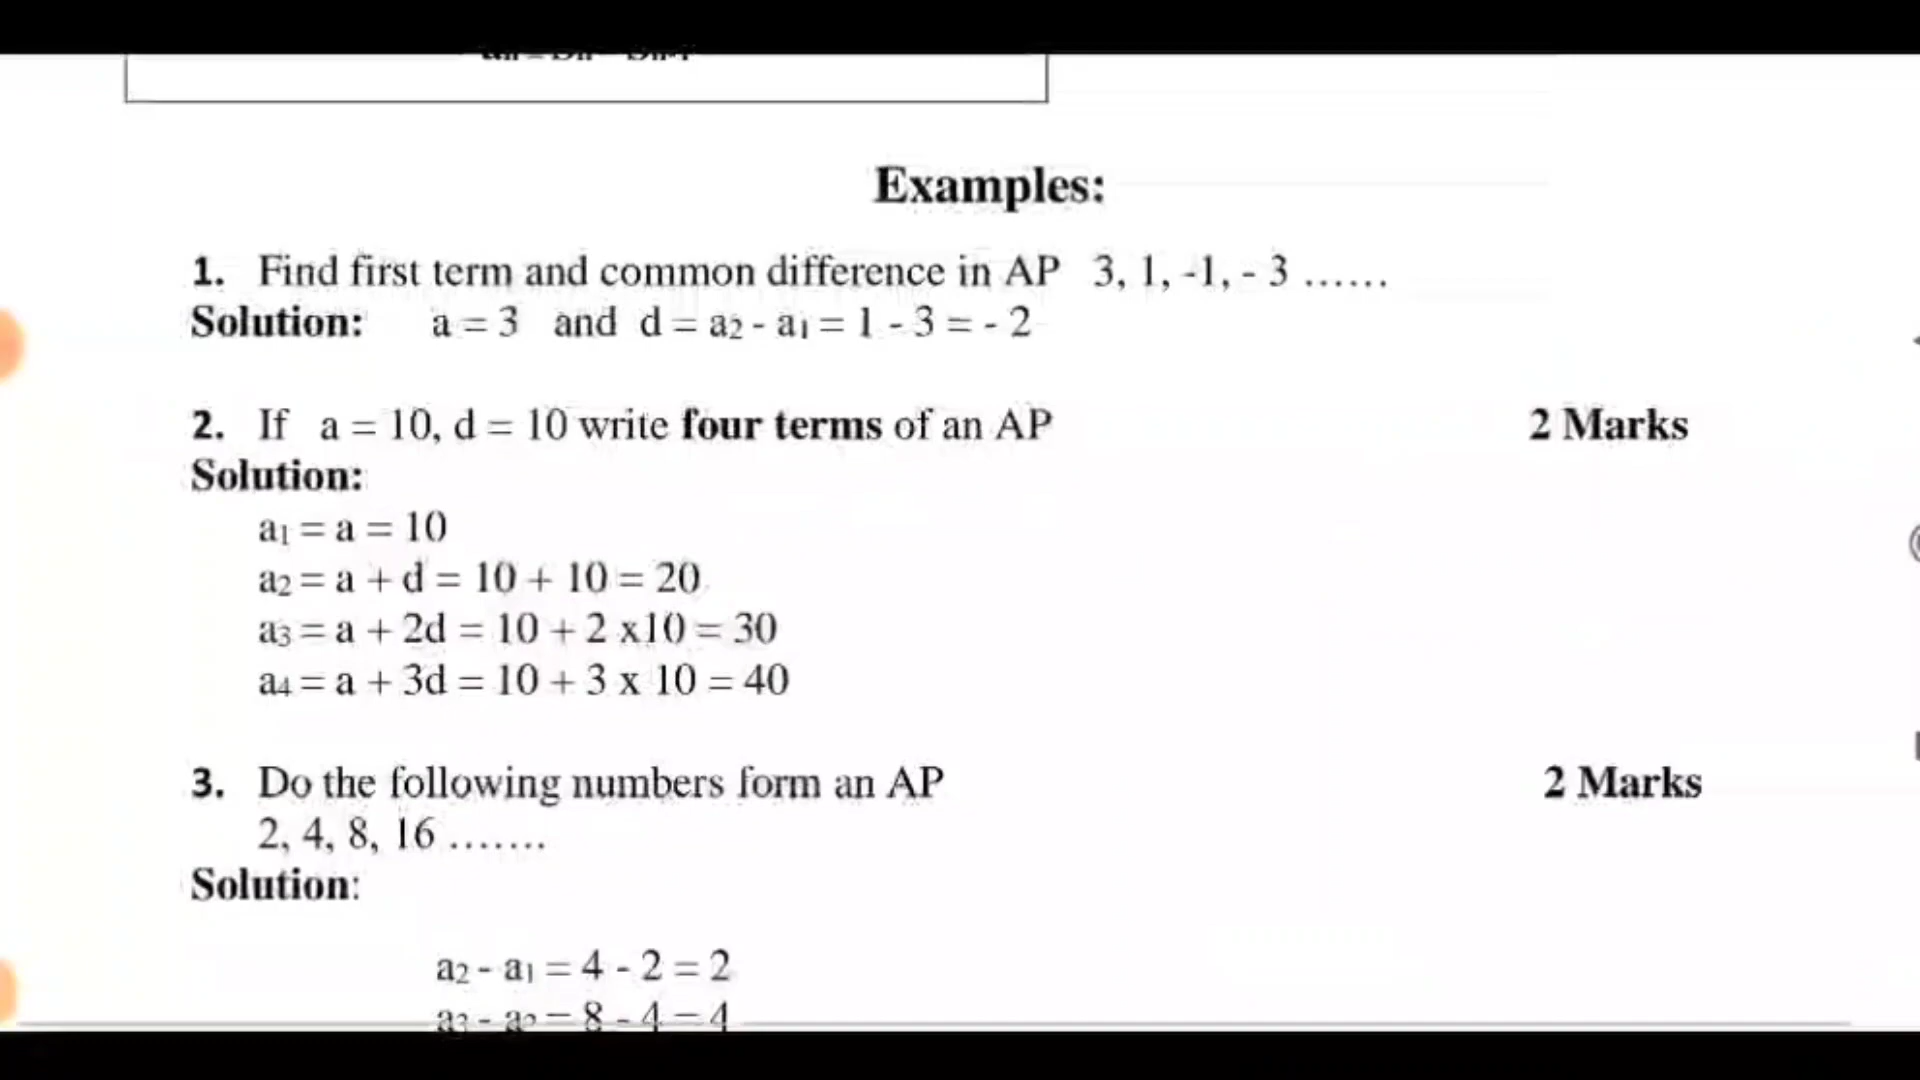 Examples:
1. Find first term and common difference in AP 3, 1, -1, - 3 ......
Solution: a = 3 and d = a2 - a1 = 1 - 3 = - 2
2. If a = 10, d = 10 write four terms of an AP 2 Marks
Solution:
a1 = a = 10
a2 = a + d = 10 + 10 = 20
a3 = a + 2d = 10 + 2 x10 = 30
a4 = a + 3d = 10 + 3 x 10 = 40
3. Do the following numbers form an AP 2 Marks
2, 4, 8, 16 .......
Solution:
a2 - a1 = 4 - 2 = 2
a3 - a2 = 8 - 4 = 4